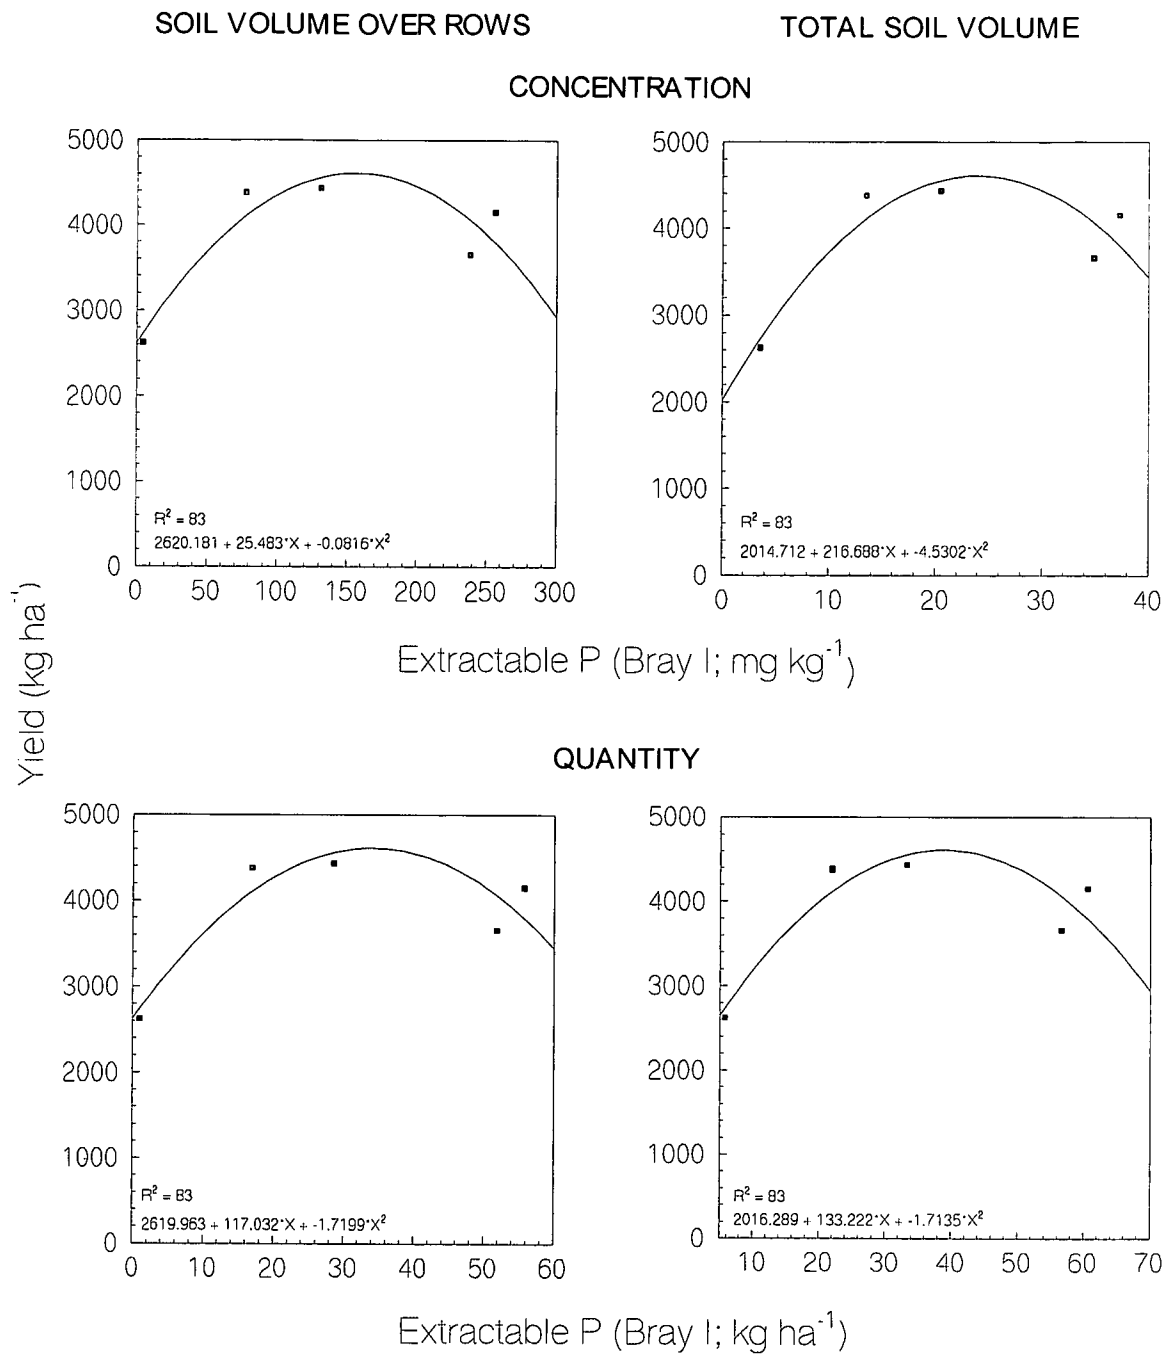 SOIL VOLUME OVER ROWS
TOTAL SOIL VOLUME
CONCENTRATION
5000
4000
3000
2000
1000
0
R² = 83
2620.181 + 25.483*X + -0.0816*X²
0 50 100 150 200 250 300
5000
4000
3000
2000
1000
0
R² = 83
2014.712 + 216.688*X + -4.5302*X²
0 10 20 30 40
Extractable P (Bray I; mg kg⁻¹)
Yield (kg ha⁻¹)
QUANTITY
5000
4000
3000
2000
1000
0
R² = 83
2619.963 + 117.032*X + -1.7199*X²
0 10 20 30 40 50 60
5000
4000
3000
2000
1000
0
R² = 83
2016.289 + 133.222*X + -1.7135*X²
10 20 30 40 50 60 70
Extractable P (Bray I; kg ha⁻¹)